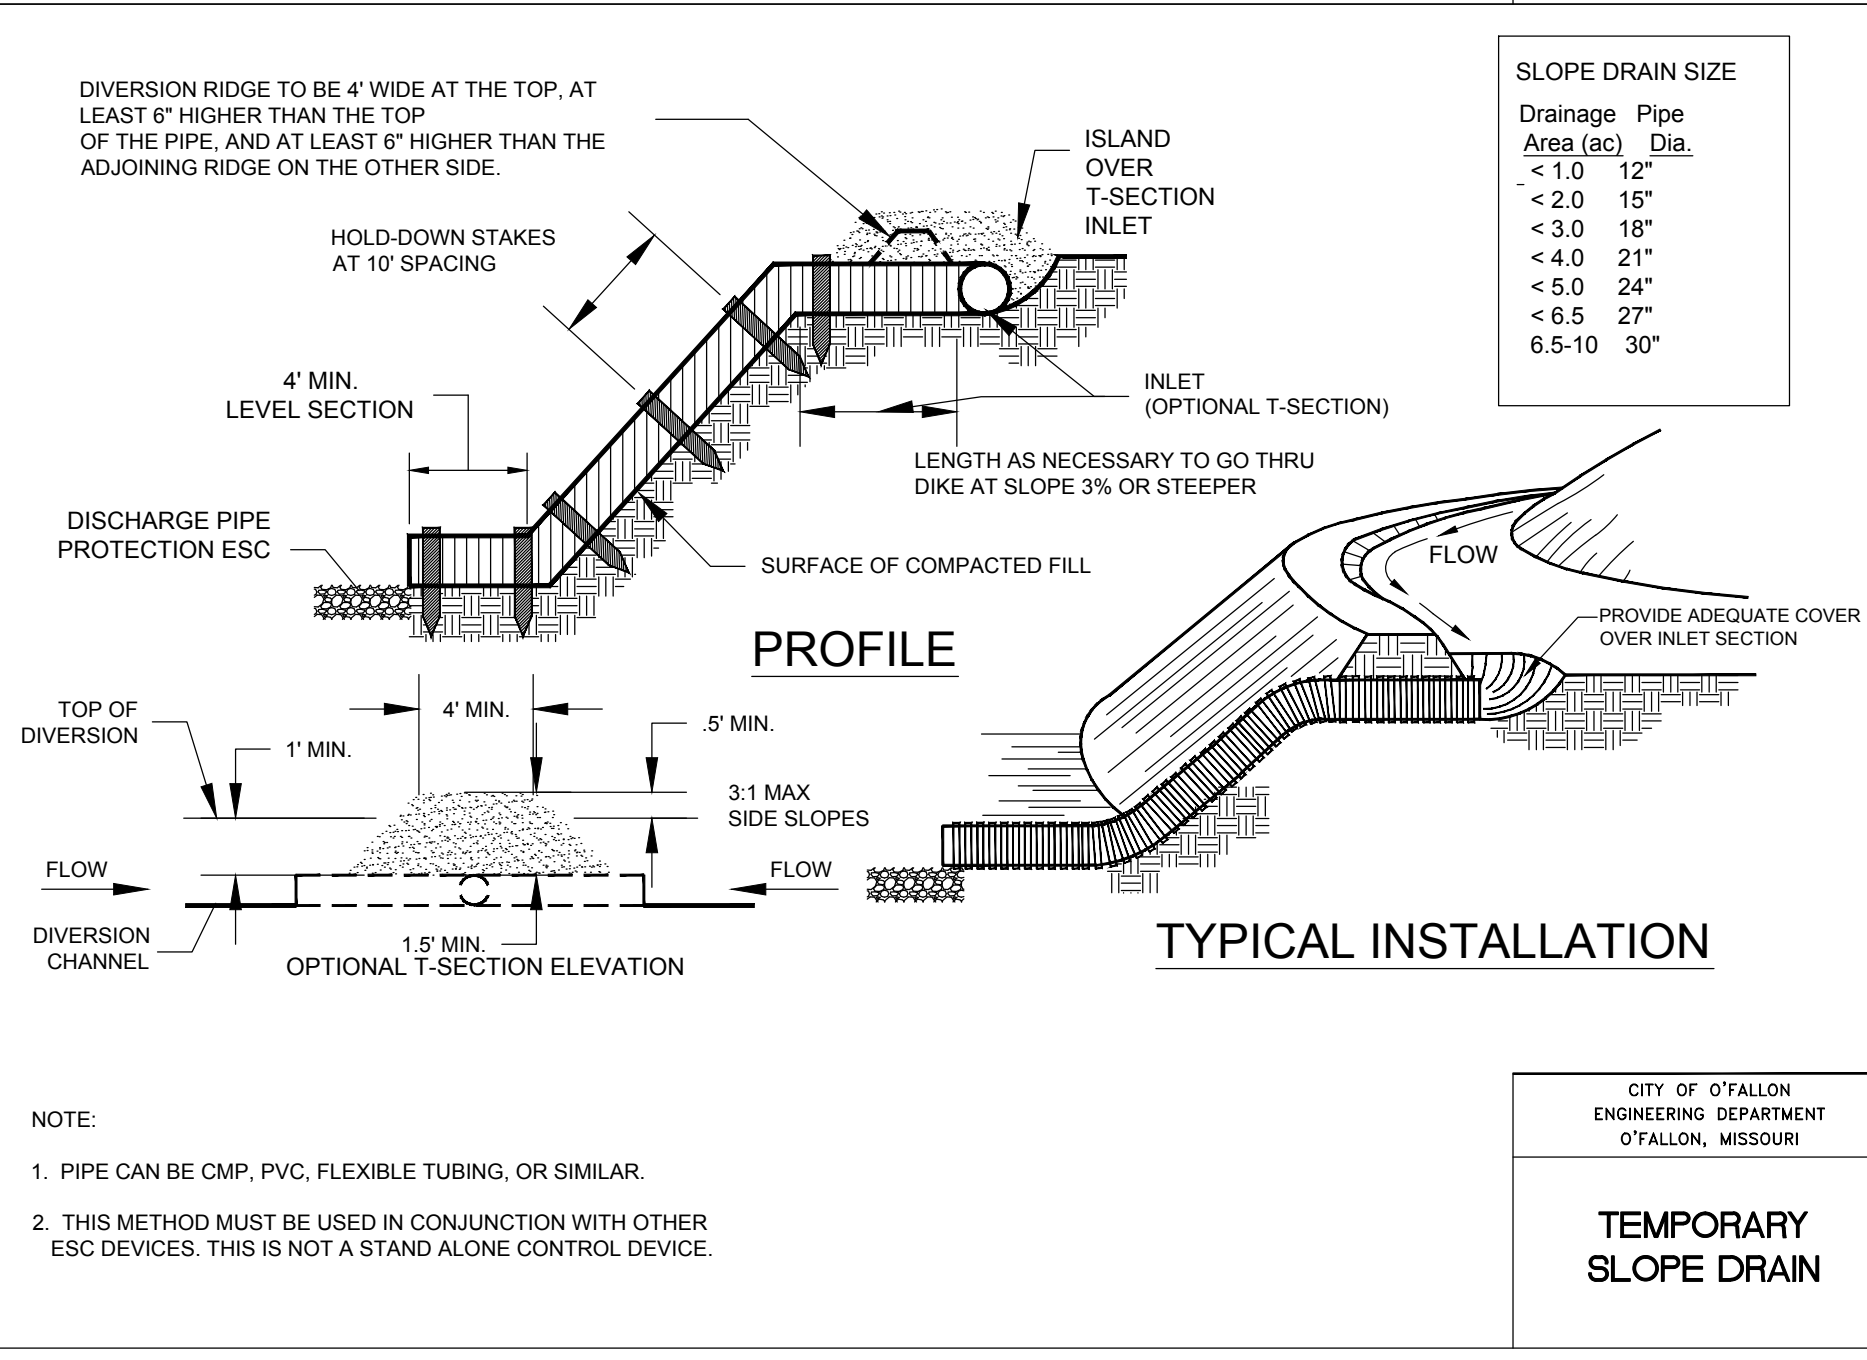 DIVERSION RIDGE TO BE 4' WIDE AT THE TOP, AT
LEAST 6" HIGHER THAN THE TOP
OF THE PIPE, AND AT LEAST 6" HIGHER THAN THE
ADJOINING RIDGE ON THE OTHER SIDE.
ISLAND
OVER
T-SECTION
INLET
HOLD-DOWN STAKES
AT 10' SPACING
4' MIN.
LEVEL SECTION
INLET
(OPTIONAL T-SECTION)
LENGTH AS NECESSARY TO GO THRU
DIKE AT SLOPE 3% OR STEEPER
DISCHARGE PIPE
PROTECTION ESC
SURFACE OF COMPACTED FILL
PROFILE
SLOPE DRAIN SIZE
Drainage Pipe
Area (ac) Dia.
< 1.0 12"
< 2.0 15"
< 3.0 18"
< 4.0 21"
< 5.0 24"
< 6.5 27"
6.5-10 30"
FLOW
PROVIDE ADEQUATE COVER
OVER INLET SECTION
TYPICAL INSTALLATION
TOP OF
DIVERSION
1' MIN.
4' MIN.
.5' MIN.
3:1 MAX
SIDE SLOPES
FLOW
FLOW
DIVERSION
CHANNEL
1.5' MIN.
OPTIONAL T-SECTION ELEVATION
NOTE:
1. PIPE CAN BE CMP, PVC, FLEXIBLE TUBING, OR SIMILAR.
2. THIS METHOD MUST BE USED IN CONJUNCTION WITH OTHER
ESC DEVICES. THIS IS NOT A STAND ALONE CONTROL DEVICE.
CITY OF O'FALLON
ENGINEERING DEPARTMENT
O'FALLON, MISSOURI
TEMPORARY
SLOPE DRAIN